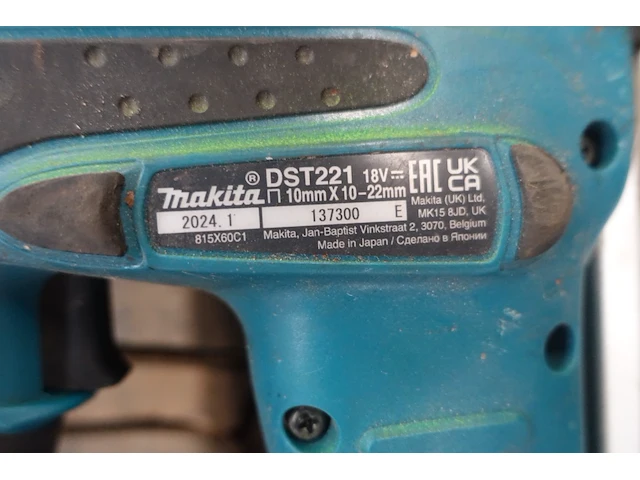 ® DST221 18V⎓ EAC UK CA
makita ⊓ 10mm X 10-22mm
Makita (UK) Ltd,
2024. 1 137300 E MK15 8JD, UK
815X60C1 Makita, Jan-Baptist Vinkstraat 2, 3070, Belgium
Made in Japan / Сделано в Японии